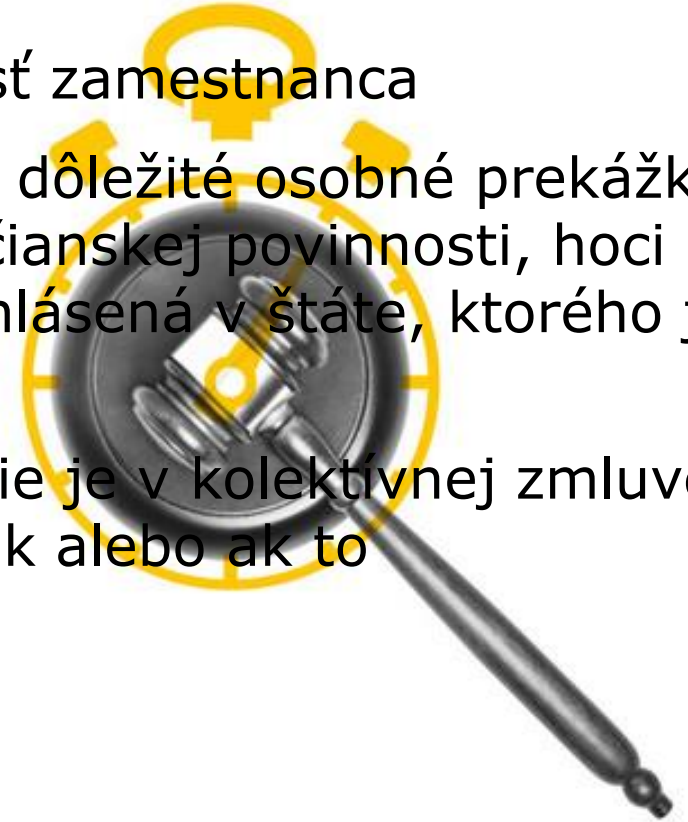 sť zamestnanca
dôležité osobné prekážk
čianskej povinnosti, hoci
hlásená v štáte, ktorého j
ie je v kolektívnej zmluve
k alebo ak to